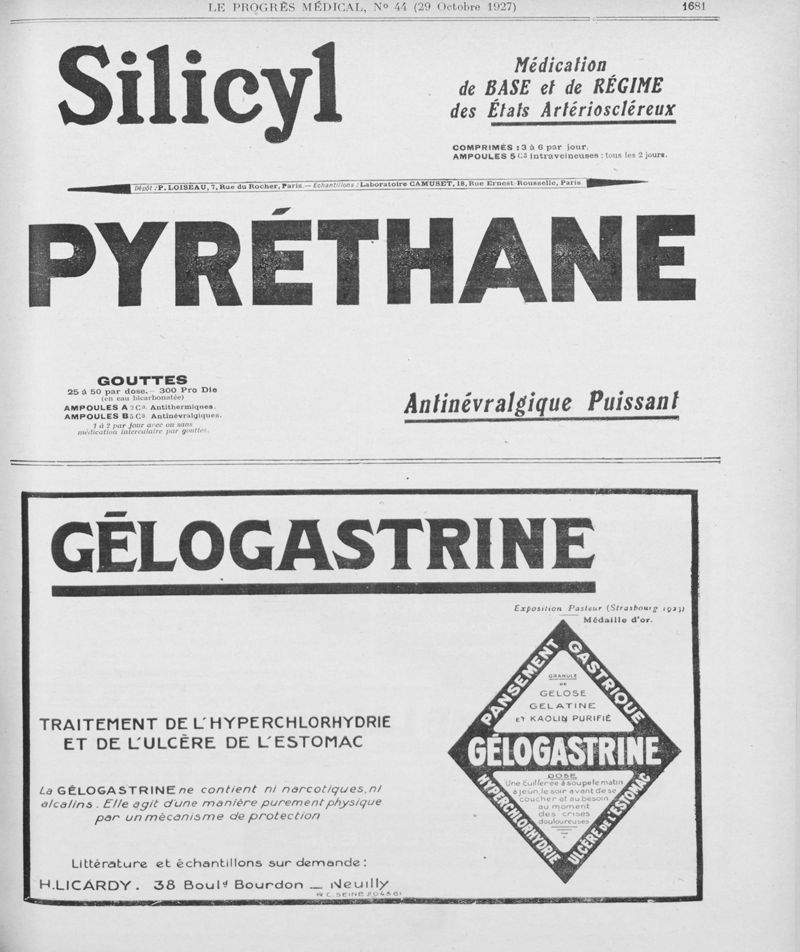 LE PROGRÈS MÉDICAL, No 44 (29 Octobre 1927)
1681
Silicyl
Médication
de BASE et de RÉGIME
des États Artérioscléreux
COMPRIMÉS : 3 à 6 par jour.
AMPOULES 5 C3 intraveineuses : tous les 2 jours.
Dépôt : P. LOISEAU, 7, Rue du Rocher, Paris. — Échantillons : Laboratoire CAMUSET, 18, Rue Ernest-Rousselle, Paris
PYRÉTHANE
GOUTTES
25 à 50 par dose. – 300 Pro Die
(en eau bicarbonatée)
AMPOULES A 2 C3. Antithermiques.
AMPOULES B 5 C3. Antinévralgiques.
1 à 2 par jour avec ou sans
médication intercalaire par gouttes.
Antinévralgique Puissant
GÉLOGASTRINE
Exposition Pasteur (Strasbourg 1923)
Médaille d'or.
PANSEMENT GASTRIQUE
GRANULÉ
DE
GELOSE
GELATINE
ET KAOLIN PURIFIÉ
GÉLOGASTRINE
DOSE
Une Cuillerée à soupe le matin
à jeun, le soir avant de se
coucher et au besoin
au moment
des crises
douloureuses
HYPERCHLORHYDRIE
ULCÈRE DE L'ESTOMAC
TRAITEMENT DE L'HYPERCHLORHYDRIE
ET DE L'ULCÈRE DE L'ESTOMAC
La GÉLOGASTRINE ne contient ni narcotiques, ni
alcalins. Elle agit d'une manière purement physique
par un mécanisme de protection
Littérature et échantillons sur demande :
H. LICARDY. 38 Bould Bourdon — Neuilly
R.C. SEINE 204361